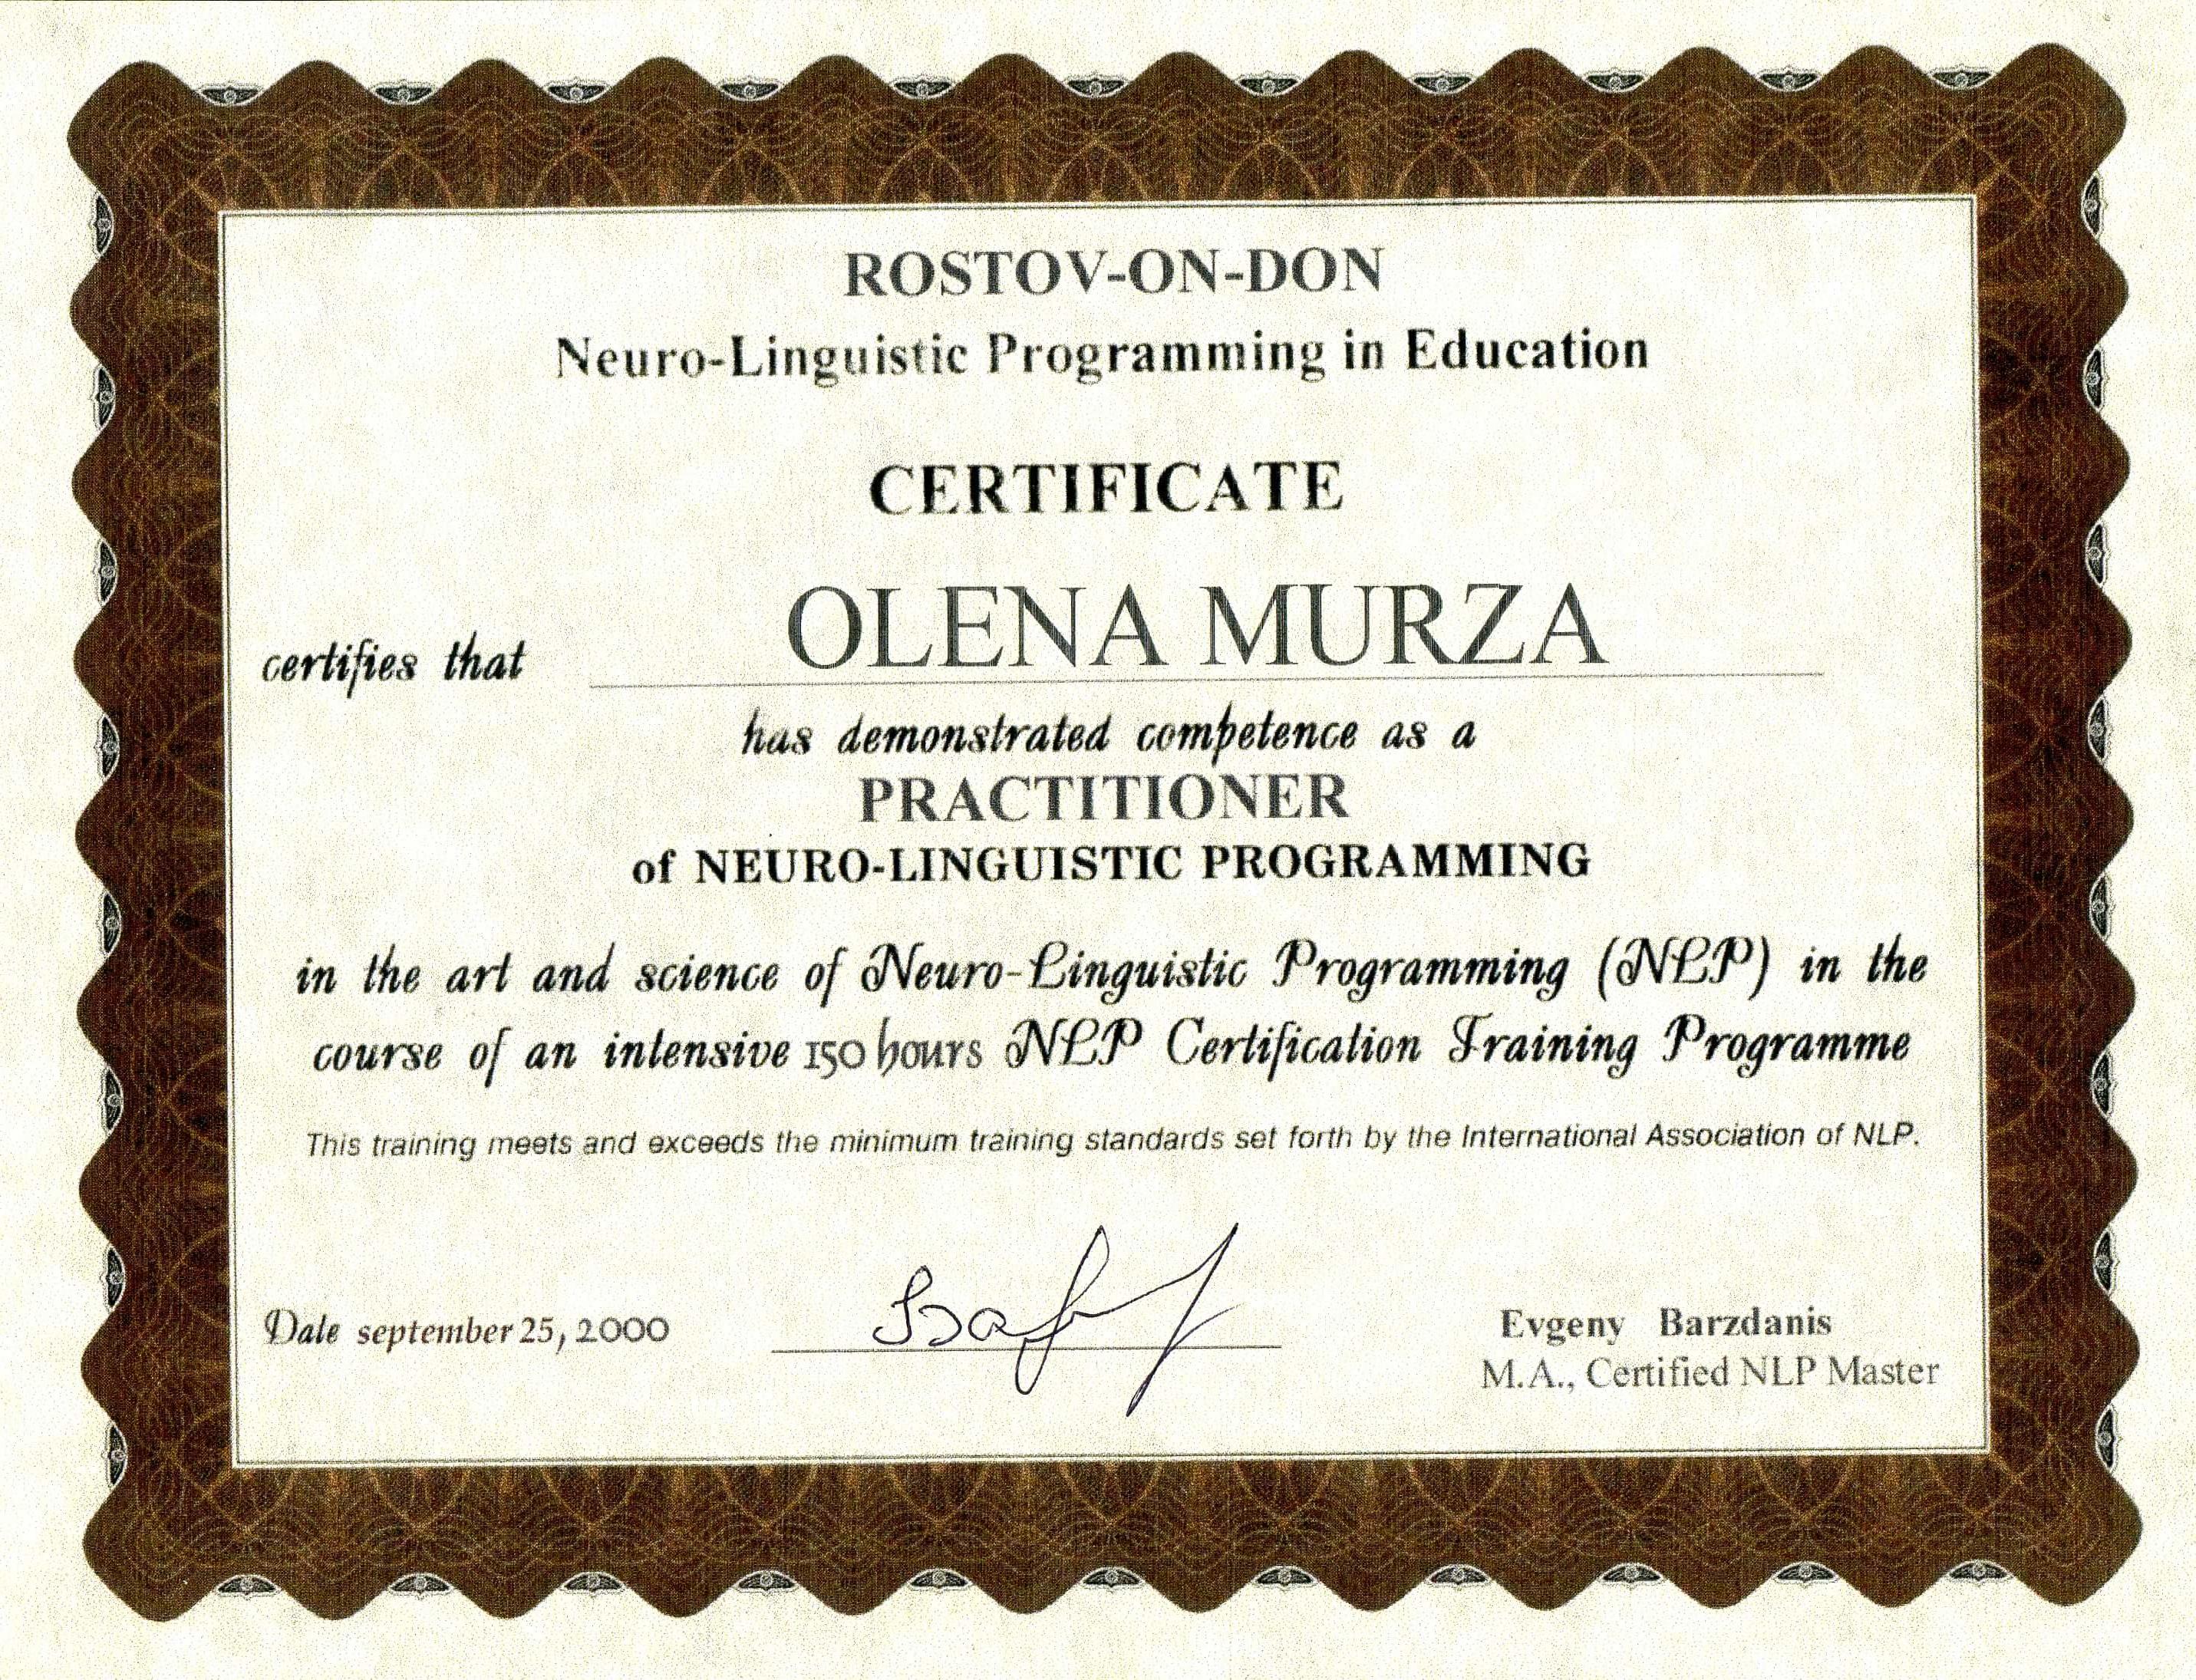 ROSTOV-ON-DON
Neuro-Linguistic Programming in Education
CERTIFICATE
certifies that OLENA MURZA
has demonstrated competence as a
PRACTITIONER
of NEURO-LINGUISTIC PROGRAMMING
in the art and science of Neuro-Linguistic Programming (NLP) in the
course of an intensive 150 hours NLP Certification Training Programme
This training meets and exceeds the minimum training standards set forth by the International Association of NLP.
Date september 25, 2000
Evgeny Barzdanis
M.A., Certified NLP Master